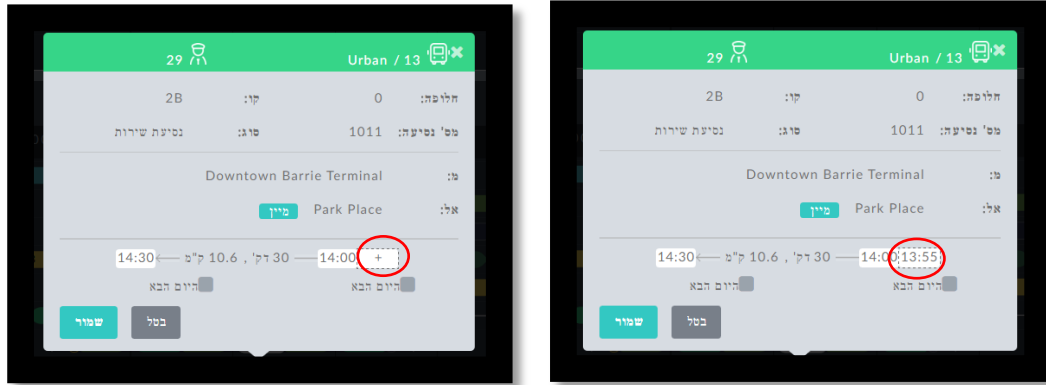 Urban / 13 29
חלופה: 0 קו: 2B
מס' נסיעה: 1011 סוג: נסיעת שירות
מ: Downtown Barrie Terminal
אל: Park Place מיין
+ 14:00 30 דק', 10.6 ק"מ 14:30
היום הבא היום הבא
בטל שמור
Urban / 13 29
חלופה: 0 קו: 2B
מס' נסיעה: 1011 סוג: נסיעת שירות
מ: Downtown Barrie Terminal
אל: Park Place מיין
13:55 14:00 30 דק', 10.6 ק"מ 14:30
היום הבא היום הבא
בטל שמור